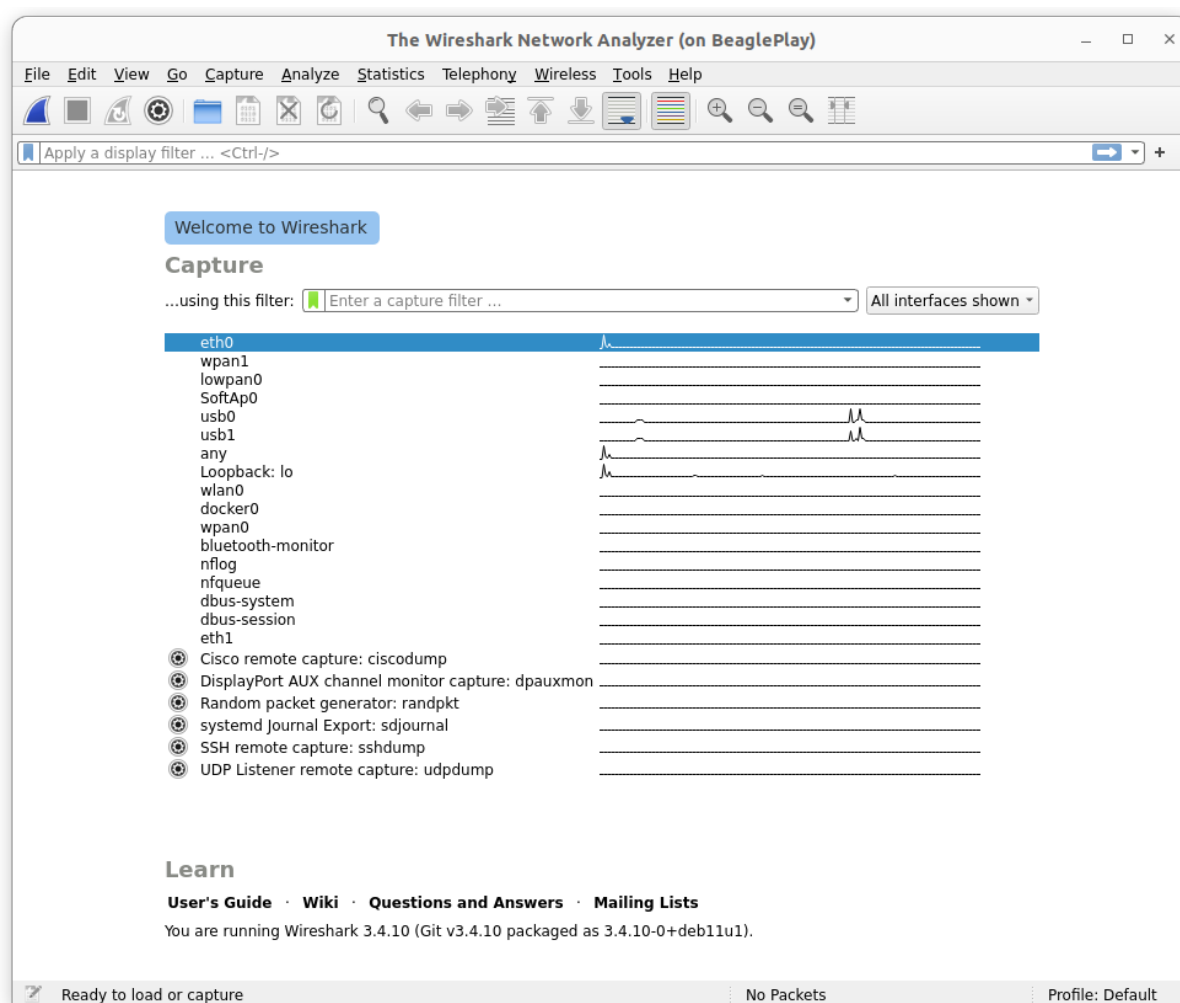 The Wireshark Network Analyzer (on BeaglePlay)
File Edit View Go Capture Analyze Statistics Telephony Wireless Tools Help
Apply a display filter ... <Ctrl-/>
Welcome to Wireshark
Capture
...using this filter: Enter a capture filter ... All interfaces shown
eth0
wpan1
lowpan0
SoftAp0
usb0
usb1
any
Loopback: lo
wlan0
docker0
wpan0
bluetooth-monitor
nflog
nfqueue
dbus-system
dbus-session
eth1
Cisco remote capture: ciscodump
DisplayPort AUX channel monitor capture: dpauxmon
Random packet generator: randpkt
systemd Journal Export: sdjournal
SSH remote capture: sshdump
UDP Listener remote capture: udpdump
Learn
User's Guide · Wiki · Questions and Answers · Mailing Lists
You are running Wireshark 3.4.10 (Git v3.4.10 packaged as 3.4.10-0+deb11u1).
Ready to load or capture No Packets Profile: Default